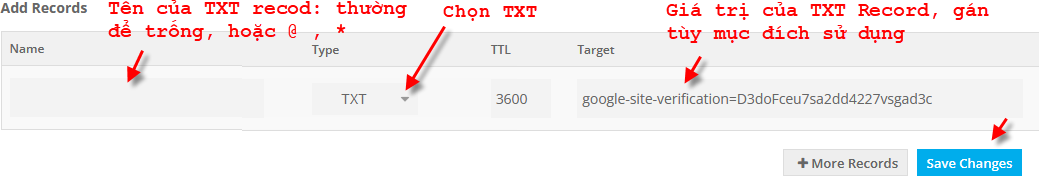 Add Records
Tên của TXT recod: thường
để trống, hoặc @ , *
Chọn TXT
Giá trị của TXT Record, gán
tùy mục đích sử dụng
Name Type TTL Target
TXT 3600 google-site-verification=D3doFceu7sa2dd4227vsgad3c
+ More Records Save Changes